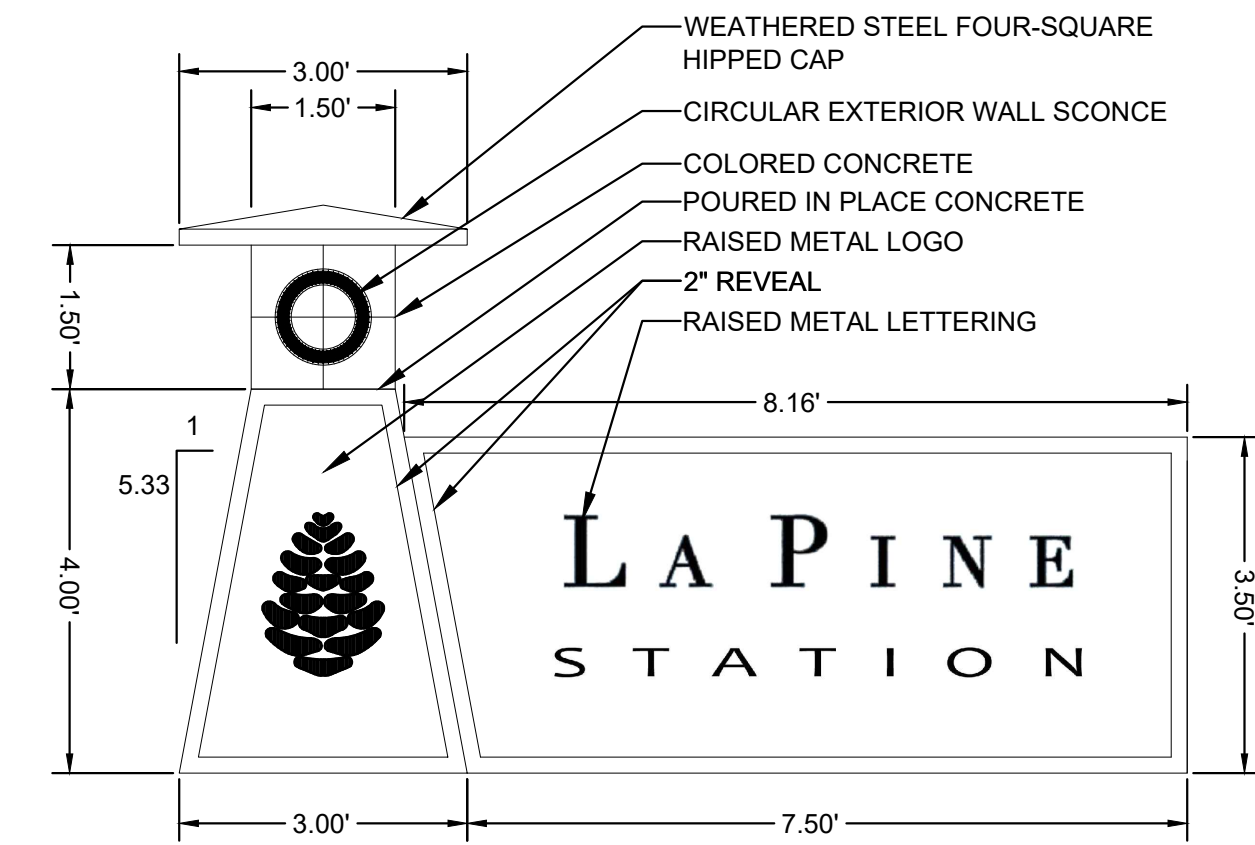 WEATHERED STEEL FOUR-SQUARE
HIPPED CAP
3.00'
1.50'
CIRCULAR EXTERIOR WALL SCONCE
COLORED CONCRETE
POURED IN PLACE CONCRETE
RAISED METAL LOGO
2" REVEAL
RAISED METAL LETTERING
1.50'
8.16'
1
5.33
4.00'
LA PINE
STATION
3.50'
3.00'
7.50'